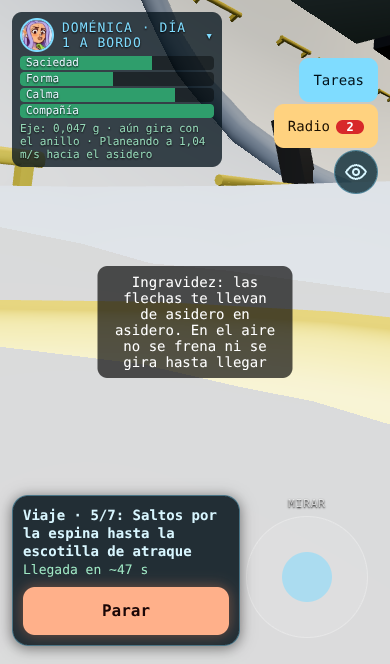 DOMÉNICA · DÍA
1 A BORDO
▼
Saciedad
Forma
Calma
Compañía
Eje: 0,047 g · aún gira con
el anillo · Planeando a 1,04
m/s hacia el asidero
Tareas
Radio 2
Ingravidez: las
flechas te llevan
de asidero en
asidero. En el aire
no se frena ni se
gira hasta llegar
Viaje · 5/7: Saltos por
la espina hasta la
escotilla de atraque
Llegada en ~47 s
Parar
MIRAR